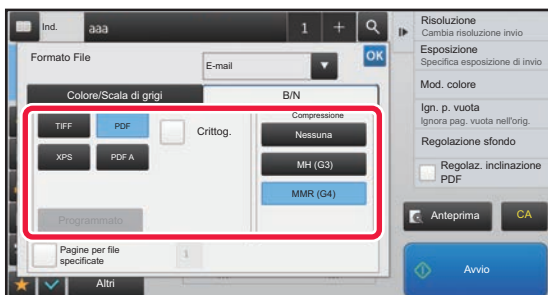 Ind.
aaa
1
+
Formato File
E-mail
OK
Colore/Scala di grigi
B/N
TIFF
PDF
Crittog.
XPS
PDF A
Programmato
Compressione
Nessuna
MH (G3)
MMR (G4)
Pagine per file
specificate
1
Altri
Risoluzione
Cambia risoluzione invio
Esposizione
Specifica esposizione di invio
Mod. colore
Ign. p. vuota
Ignora pag. vuota nell'orig.
Regolazione sfondo
Regolaz. inclinazione
PDF
Anteprima
CA
Avvio